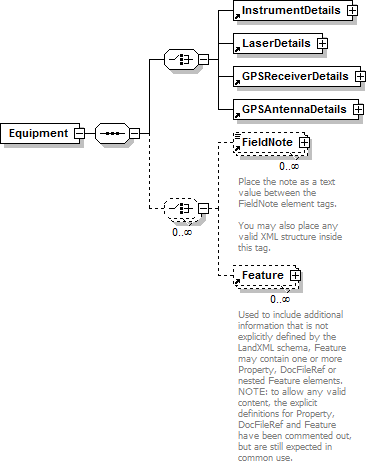 InstrumentDetails
LaserDetails
GPSReceiverDetails
GPSAntennaDetails
Equipment
FieldNote
0..∞
Place the note as a text
value between the
FieldNote element tags.
You may also place any
valid XML structure inside
this tag.
0..∞
Feature
0..∞
Used to include additional
information that is not
explicitly defined by the
LandXML schema, Feature
may contain one or more
Property, DocFileRef or
nested Feature elements.
NOTE: to allow any valid
content, the explicit
definitions for Property,
DocFileRef and Feature
have been commented out,
but are still expected in
common use.